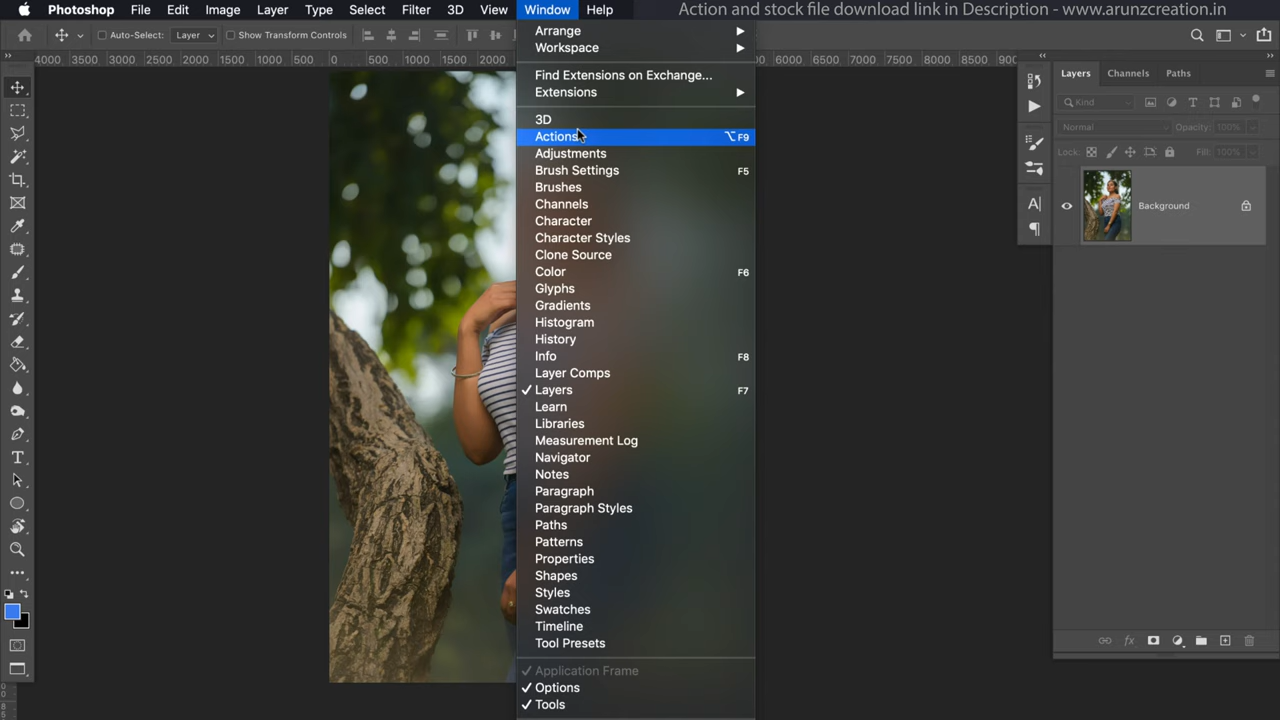 Photoshop File Edit Image Layer Type Select Filter 3D View Window Help
Action and stock file download link in Description - www.arunzcreation.in
Auto-Select: Layer Show Transform Controls
4000 3500 3000 2500 2000 1500 1000 500 0 500 1000 1500 2000
6000 6500 7000 7500 8000 8500
Arrange
Workspace
Find Extensions on Exchange...
Extensions
3D
Actions ⌥F9
Adjustments
Brush Settings F5
Brushes
Channels
Character
Character Styles
Clone Source
Color F6
Glyphs
Gradients
Histogram
History
Info F8
Layer Comps
✓ Layers F7
Learn
Libraries
Measurement Log
Navigator
Notes
Paragraph
Paragraph Styles
Paths
Patterns
Properties
Shapes
Styles
Swatches
Timeline
Tool Presets
✓ Application Frame
✓ Options
✓ Tools
Layers Channels Paths
Kind
Normal Opacity: 100%
Lock: Fill: 100%
Background